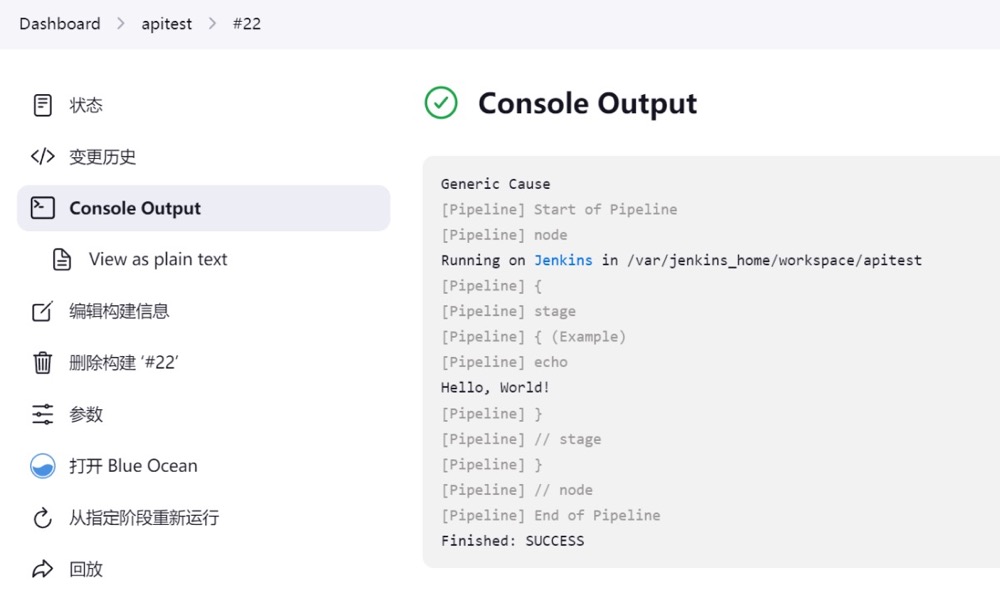 Dashboard > apitest > #22
状态
变更历史
Console Output
View as plain text
编辑构建信息
删除构建 ‘#22’
参数
打开 Blue Ocean
从指定阶段重新运行
回放
Console Output
Generic Cause
[Pipeline] Start of Pipeline
[Pipeline] node
Running on Jenkins in /var/jenkins_home/workspace/apitest
[Pipeline] {
[Pipeline] stage
[Pipeline] { (Example)
[Pipeline] echo
Hello, World!
[Pipeline] }
[Pipeline] // stage
[Pipeline] }
[Pipeline] // node
[Pipeline] End of Pipeline
Finished: SUCCESS